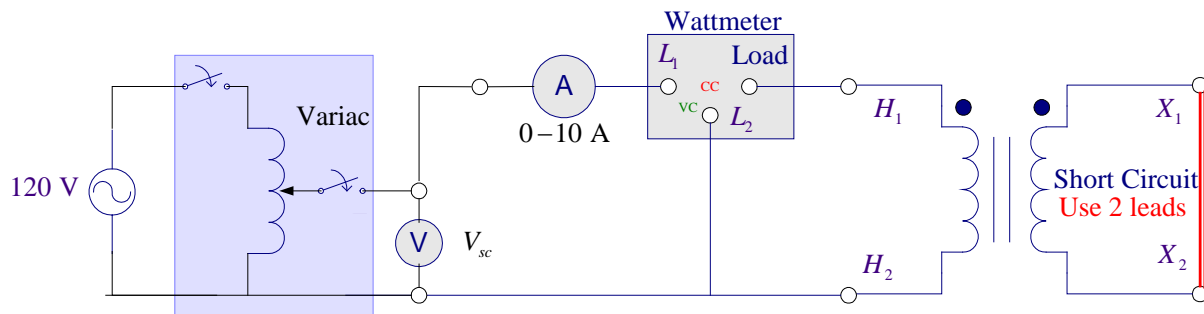 Wattmeter
L1
Load
CC
VC
L2
A
0–10 A
Variac
120 V
V
Vsc
H1
H2
X1
X2
Short Circuit
Use 2 leads